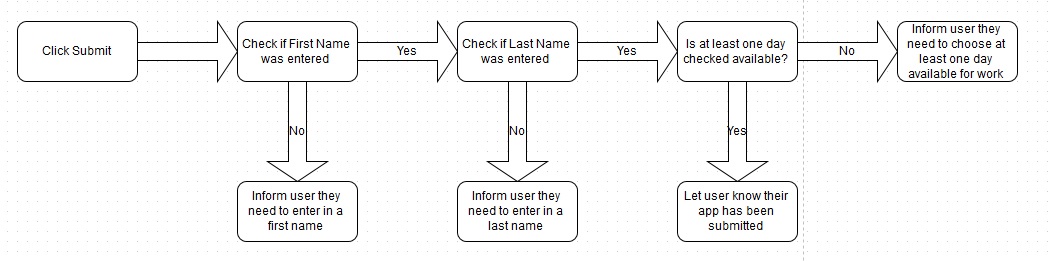 Click Submit
Check if First Name
was entered
Yes
Check if Last Name
was entered
Yes
Is at least one day
checked available?
No
Inform user they
need to choose at
least one day
available for work
No
No
Yes
Inform user they
need to enter in a
first name
Inform user they
need to enter in a
last name
Let user know their
app has been
submitted